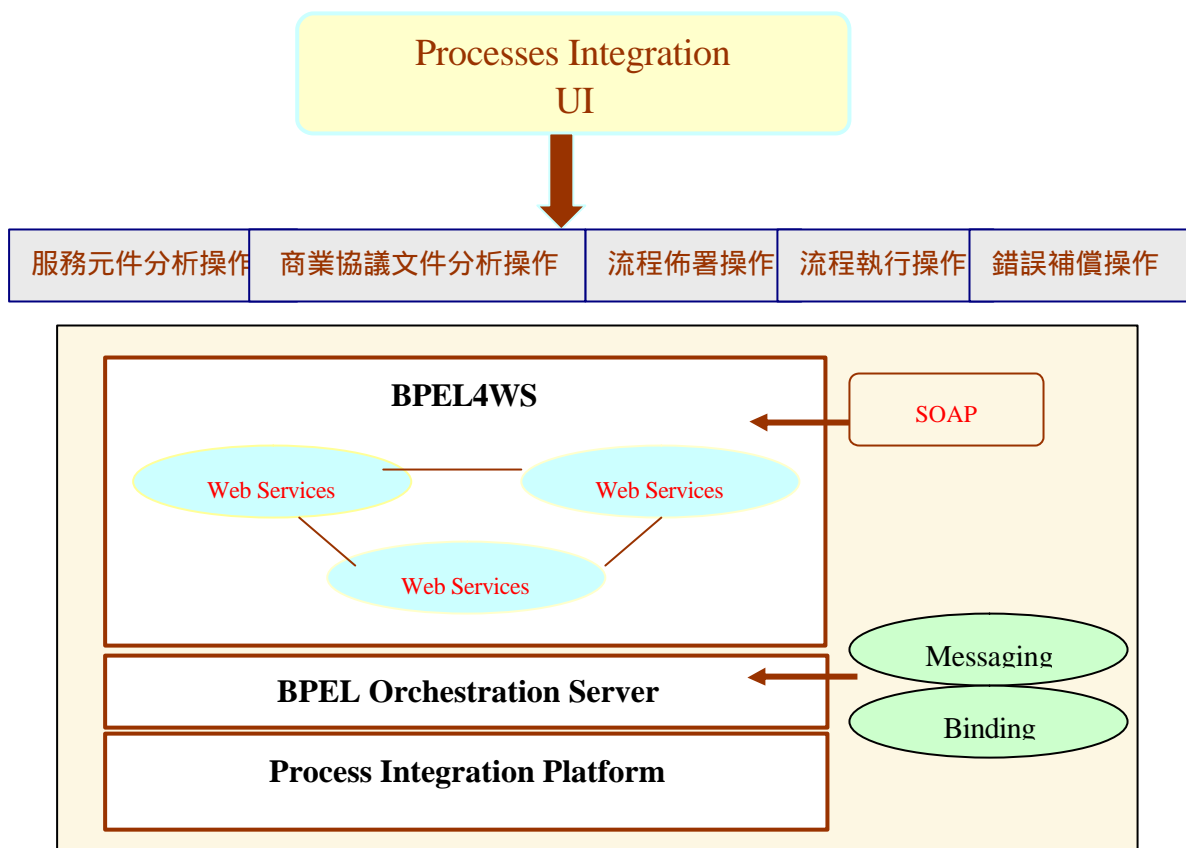 Processes Integration
UI
服務元件分析操作
商業協議文件分析操作
流程佈署操作
流程執行操作
錯誤補償操作
BPEL4WS
SOAP
Web Services
Web Services
Web Services
Messaging
BPEL Orchestration Server
Binding
Process Integration Platform